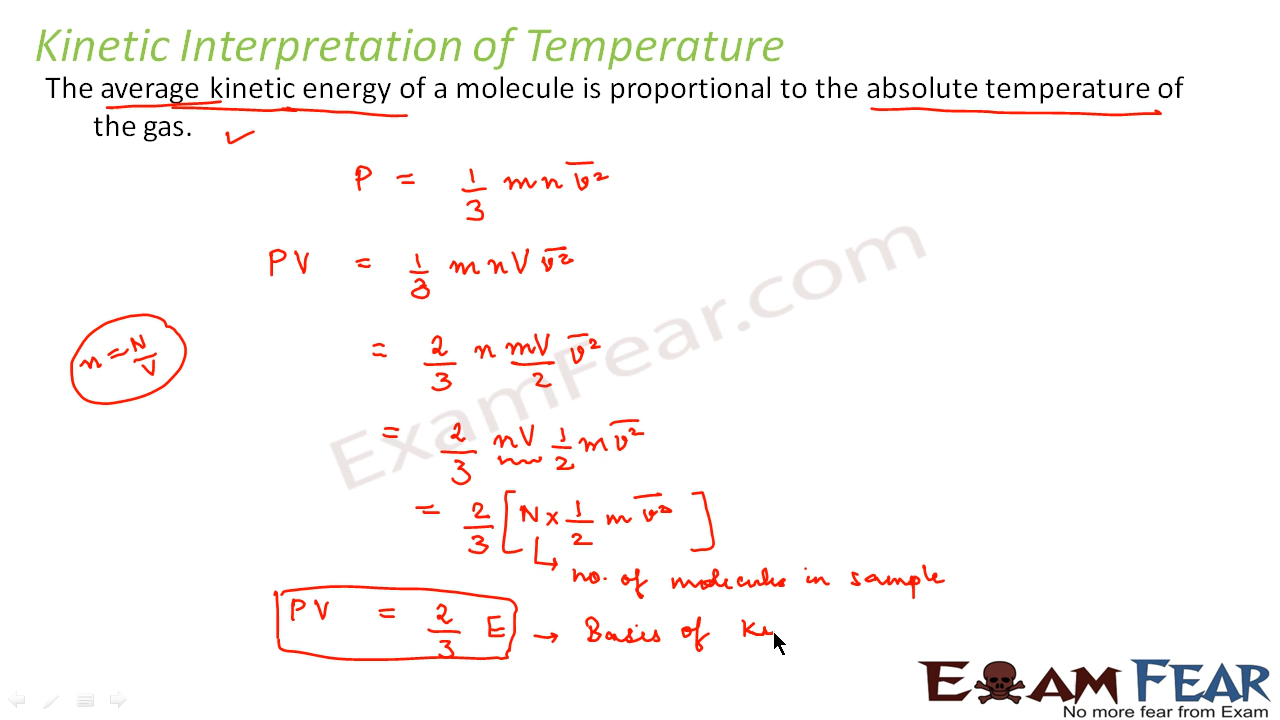 Kinetic Interpretation of Temperature
The average kinetic energy of a molecule is proportional to the absolute temperature of
the gas.
P = 1/3 m n v̅²
PV = 1/3 m n V v̅²
= 2/3 n mV/2 v̅²
n = N/V
= 2/3 nV 1/2 m v̅²
= 2/3 [N × 1/2 m v̅²]
no. of molecules in sample
PV = 2/3 E → Basis of
ExamFear.com
EXAM FEAR
No more fear from Exam